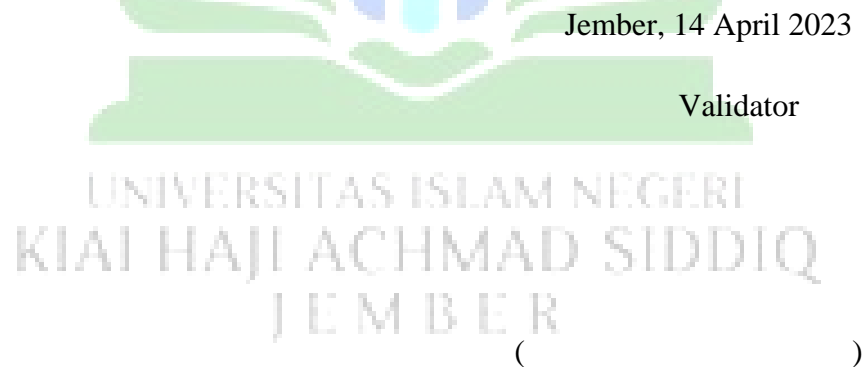 Jember, 14 April 2023
Validator
UNIVERSITAS ISLAM NEGERI
KIAI HAJI ACHMAD SIDDIQ
JEMBER
( )